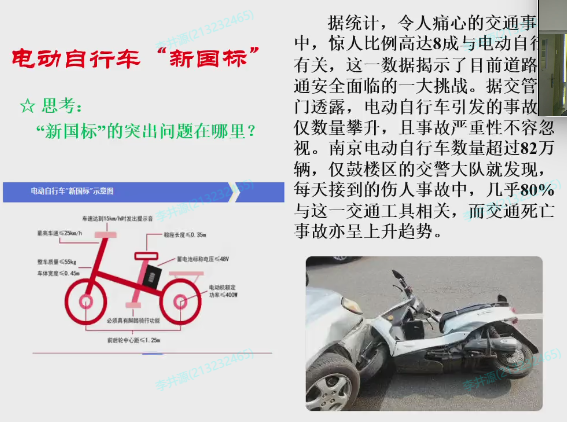 电动自行车“新国标”
☆ 思考：
“新国标”的突出问题在哪里？
电动自行车“新国标”示意图
车速达到15km/h时发出提示音
最高车速≤25km/h
鞍座长度≤0.35m
整车质量≤55kg
车体宽度≤0.45m
蓄电池标称电压≤48V
电动机额定
功率≤400W
必须具有脚踏骑行功能
前后轮中心距≤1.25m
据统计，令人痛心的交通事
中，惊人比例高达8成与电动自行
有关，这一数据揭示了目前道路
通安全面临的一大挑战。据交管
门透露，电动自行车引发的事故
仅数量攀升，且事故严重性不容忽
视。南京电动自行车数量超过82万
辆，仅鼓楼区的交警大队就发现，
每天接到的伤人事故中，几乎80%
与这一交通工具相关，而交通死亡
事故亦呈上升趋势。